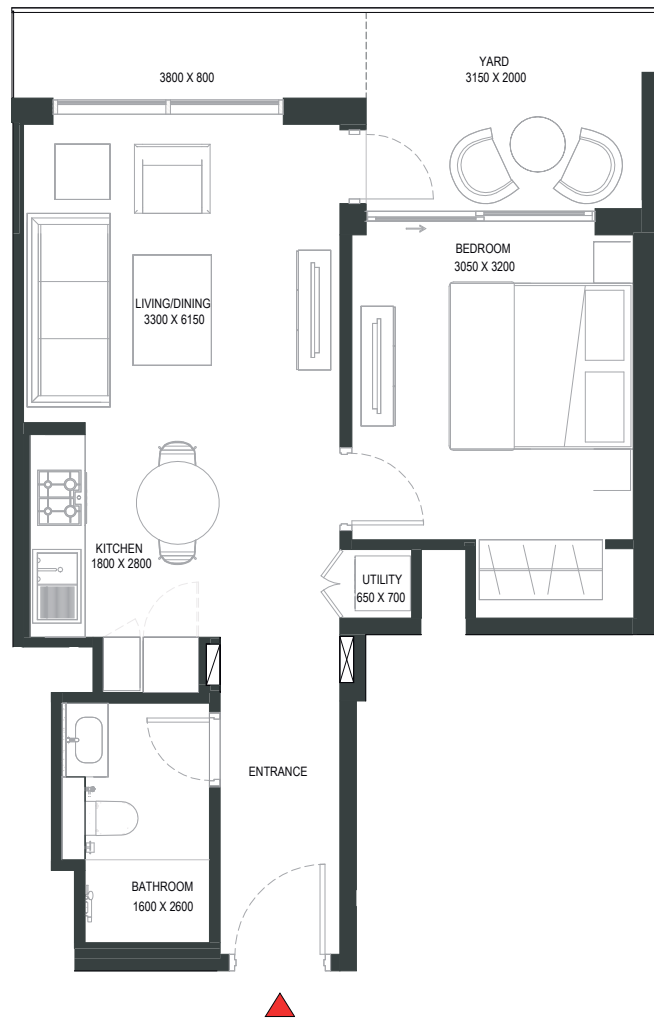 YARD
3150 X 2000
3800 X 800
BEDROOM
3050 X 3200
LIVING/DINING
3300 X 6150
KITCHEN
1800 X 2800
UTILITY
650 X 700
ENTRANCE
BATHROOM
1600 X 2600